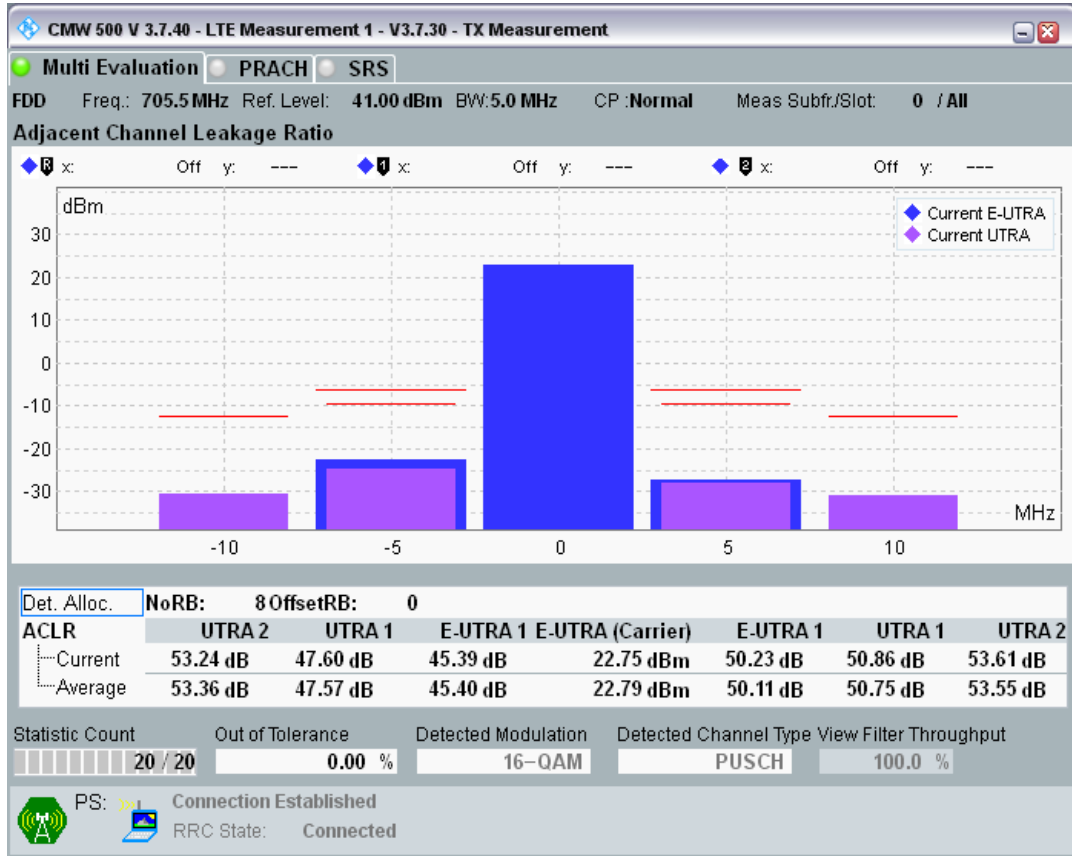 CMW 500 V 3.7.40 - LTE Measurement 1 - V3.7.30 - TX Measurement
Multi Evaluation PRACH SRS
FDD Freq.: 705.5 MHz Ref. Level: 41.00 dBm BW:5.0 MHz CP :Normal Meas Subfr./Slot: 0 / All
Adjacent Channel Leakage Ratio
R x: Off y: --- 1 x: Off y: --- 2 x: Off y: ---
dBm
Current E-UTRA
Current UTRA
30
20
10
0
-10
-20
-30
MHz
-10 -5 0 5 10
Det. Alloc. NoRB: 8 OffsetRB: 0
ACLR UTRA 2 UTRA 1 E-UTRA 1 E-UTRA (Carrier) E-UTRA 1 UTRA 1 UTRA 2
Current 53.24 dB 47.60 dB 45.39 dB 22.75 dBm 50.23 dB 50.86 dB 53.61 dB
Average 53.36 dB 47.57 dB 45.40 dB 22.79 dBm 50.11 dB 50.75 dB 53.55 dB
Statistic Count Out of Tolerance Detected Modulation Detected Channel Type View Filter Throughput
20 / 20 0.00 % 16-QAM PUSCH 100.0 %
PS: Connection Established
RRC State: Connected